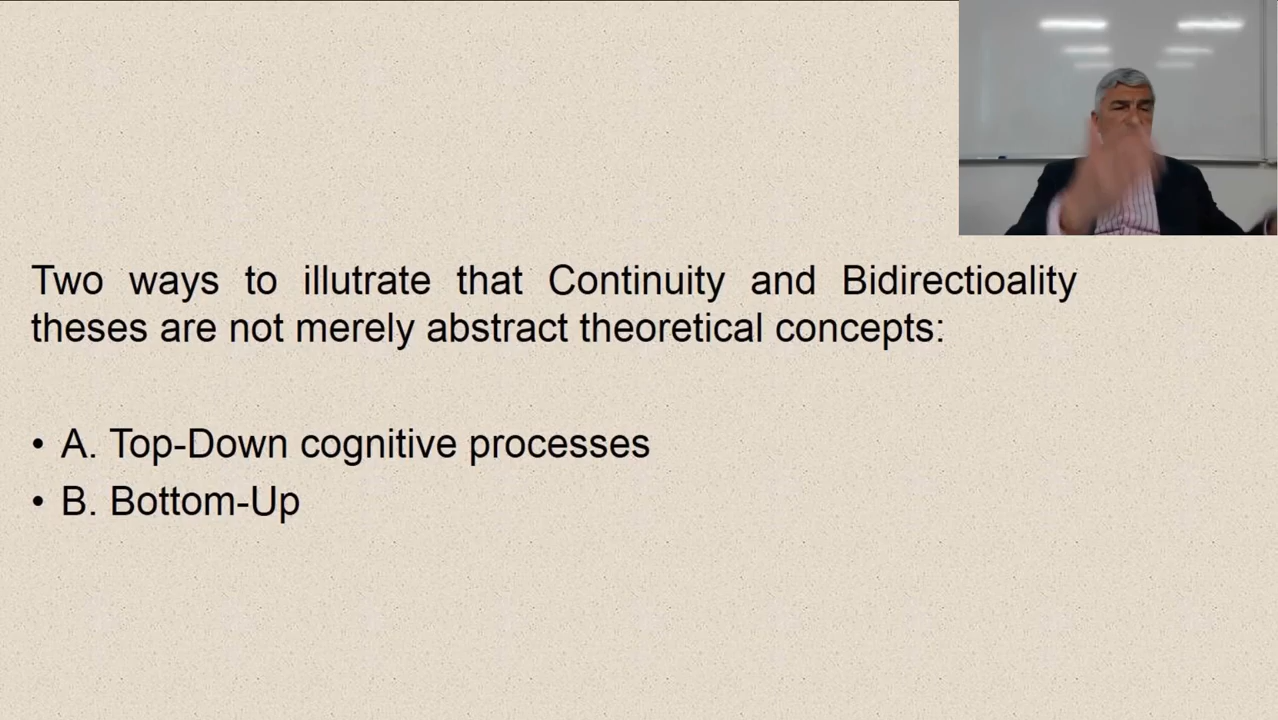 Two ways to illutrate that Continuity and Bidirectioality
theses are not merely abstract theoretical concepts:
• A. Top-Down cognitive processes
• B. Bottom-Up